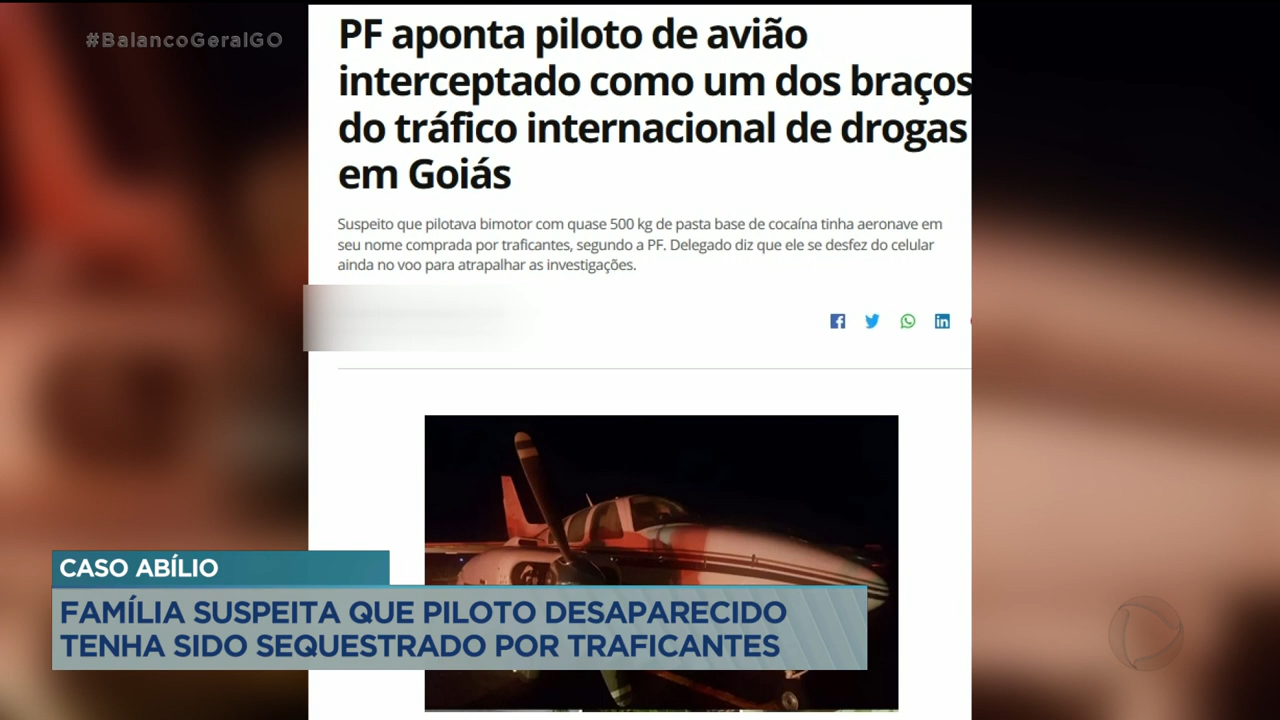 #BalancoGeralGO
PF aponta piloto de avião
interceptado como um dos braços
do tráfico internacional de drogas
em Goiás
Suspeito que pilotava bimotor com quase 500 kg de pasta base de cocaína tinha aeronave em
seu nome comprada por traficantes, segundo a PF. Delegado diz que ele se desfez do celular
ainda no voo para atrapalhar as investigações.
CASO ABÍLIO
FAMÍLIA SUSPEITA QUE PILOTO DESAPARECIDO
TENHA SIDO SEQUESTRADO POR TRAFICANTES